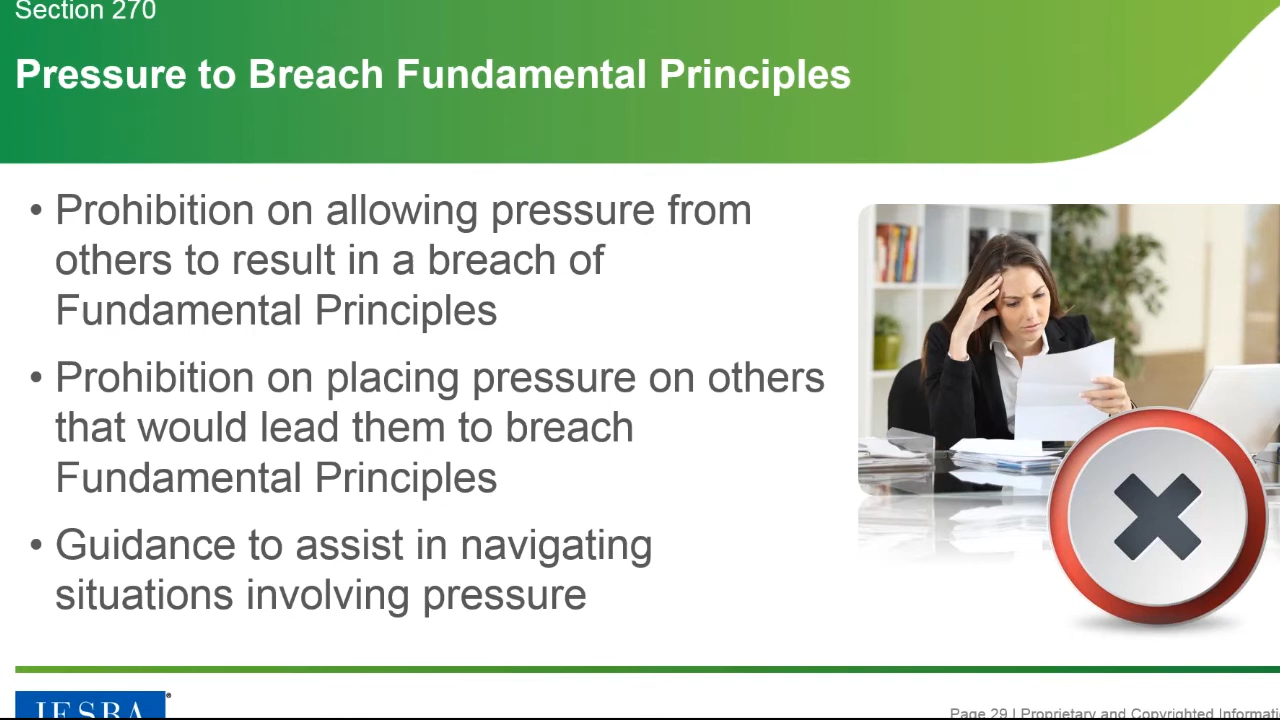 Section 270
Pressure to Breach Fundamental Principles
• Prohibition on allowing pressure from
others to result in a breach of
Fundamental Principles
• Prohibition on placing pressure on others
that would lead them to breach
Fundamental Principles
• Guidance to assist in navigating
situations involving pressure
IESBA®
Page 29 | Proprietary and Copyrighted Informati